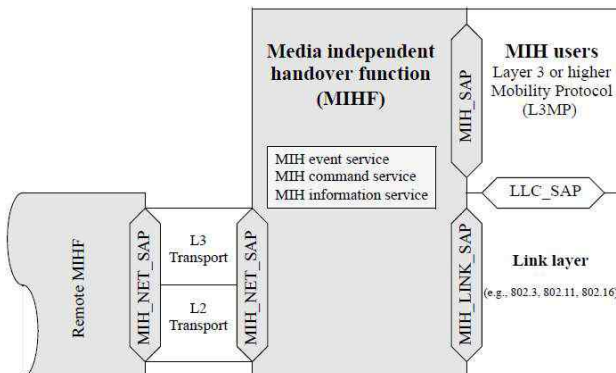 Media independent
handover function
(MIHF)
MIH event service
MIH command service
MIH information service
MIH_SAP
MIH users
Layer 3 or higher
Mobility Protocol
(L3MP)
LLC_SAP
Remote MIHF
MIH_NET_SAP
L3
Transport
L2
Transport
MIH_NET_SAP
MIH_LINK_SAP
Link layer
(e.g., 802.3, 802.11, 802.16)